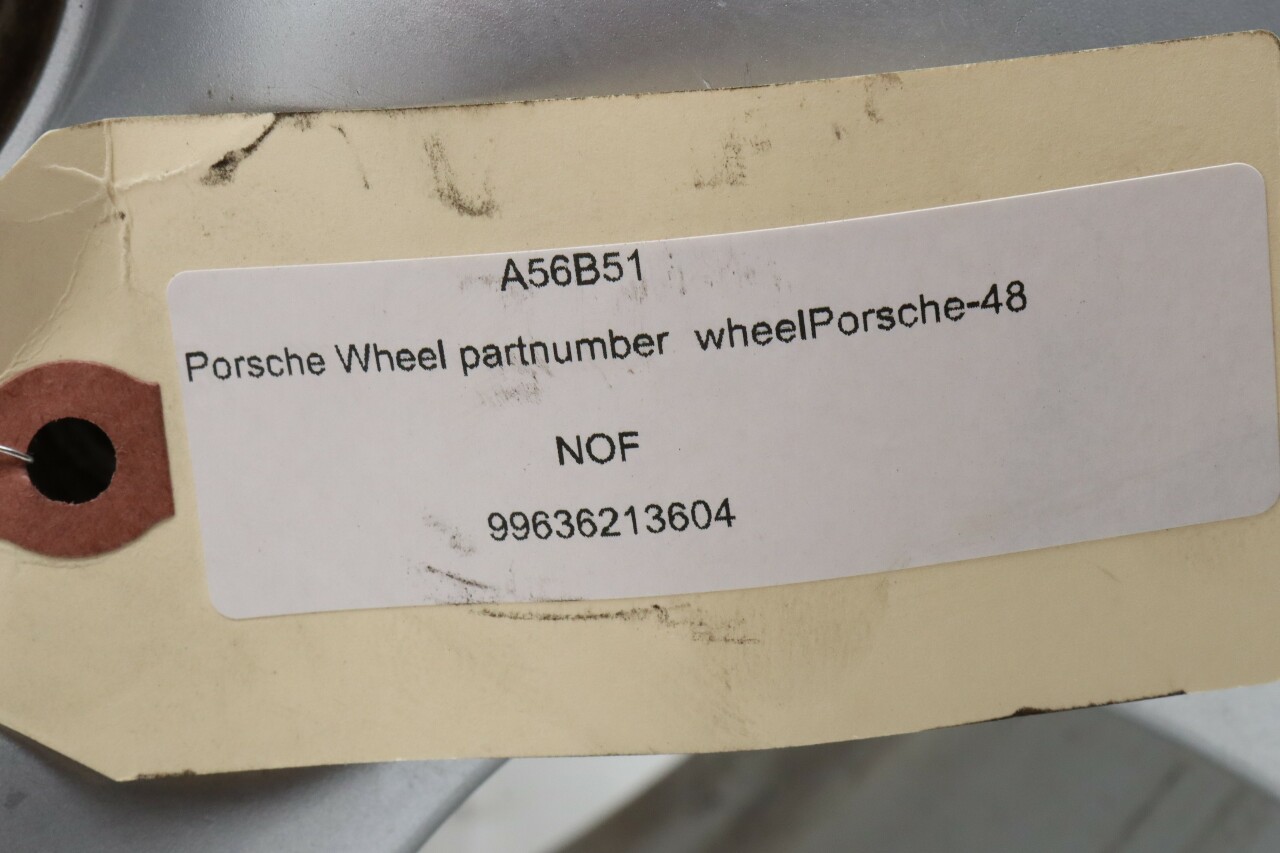 A56B51
Porsche Wheel partnumber wheelPorsche-48
NOF
99636213604